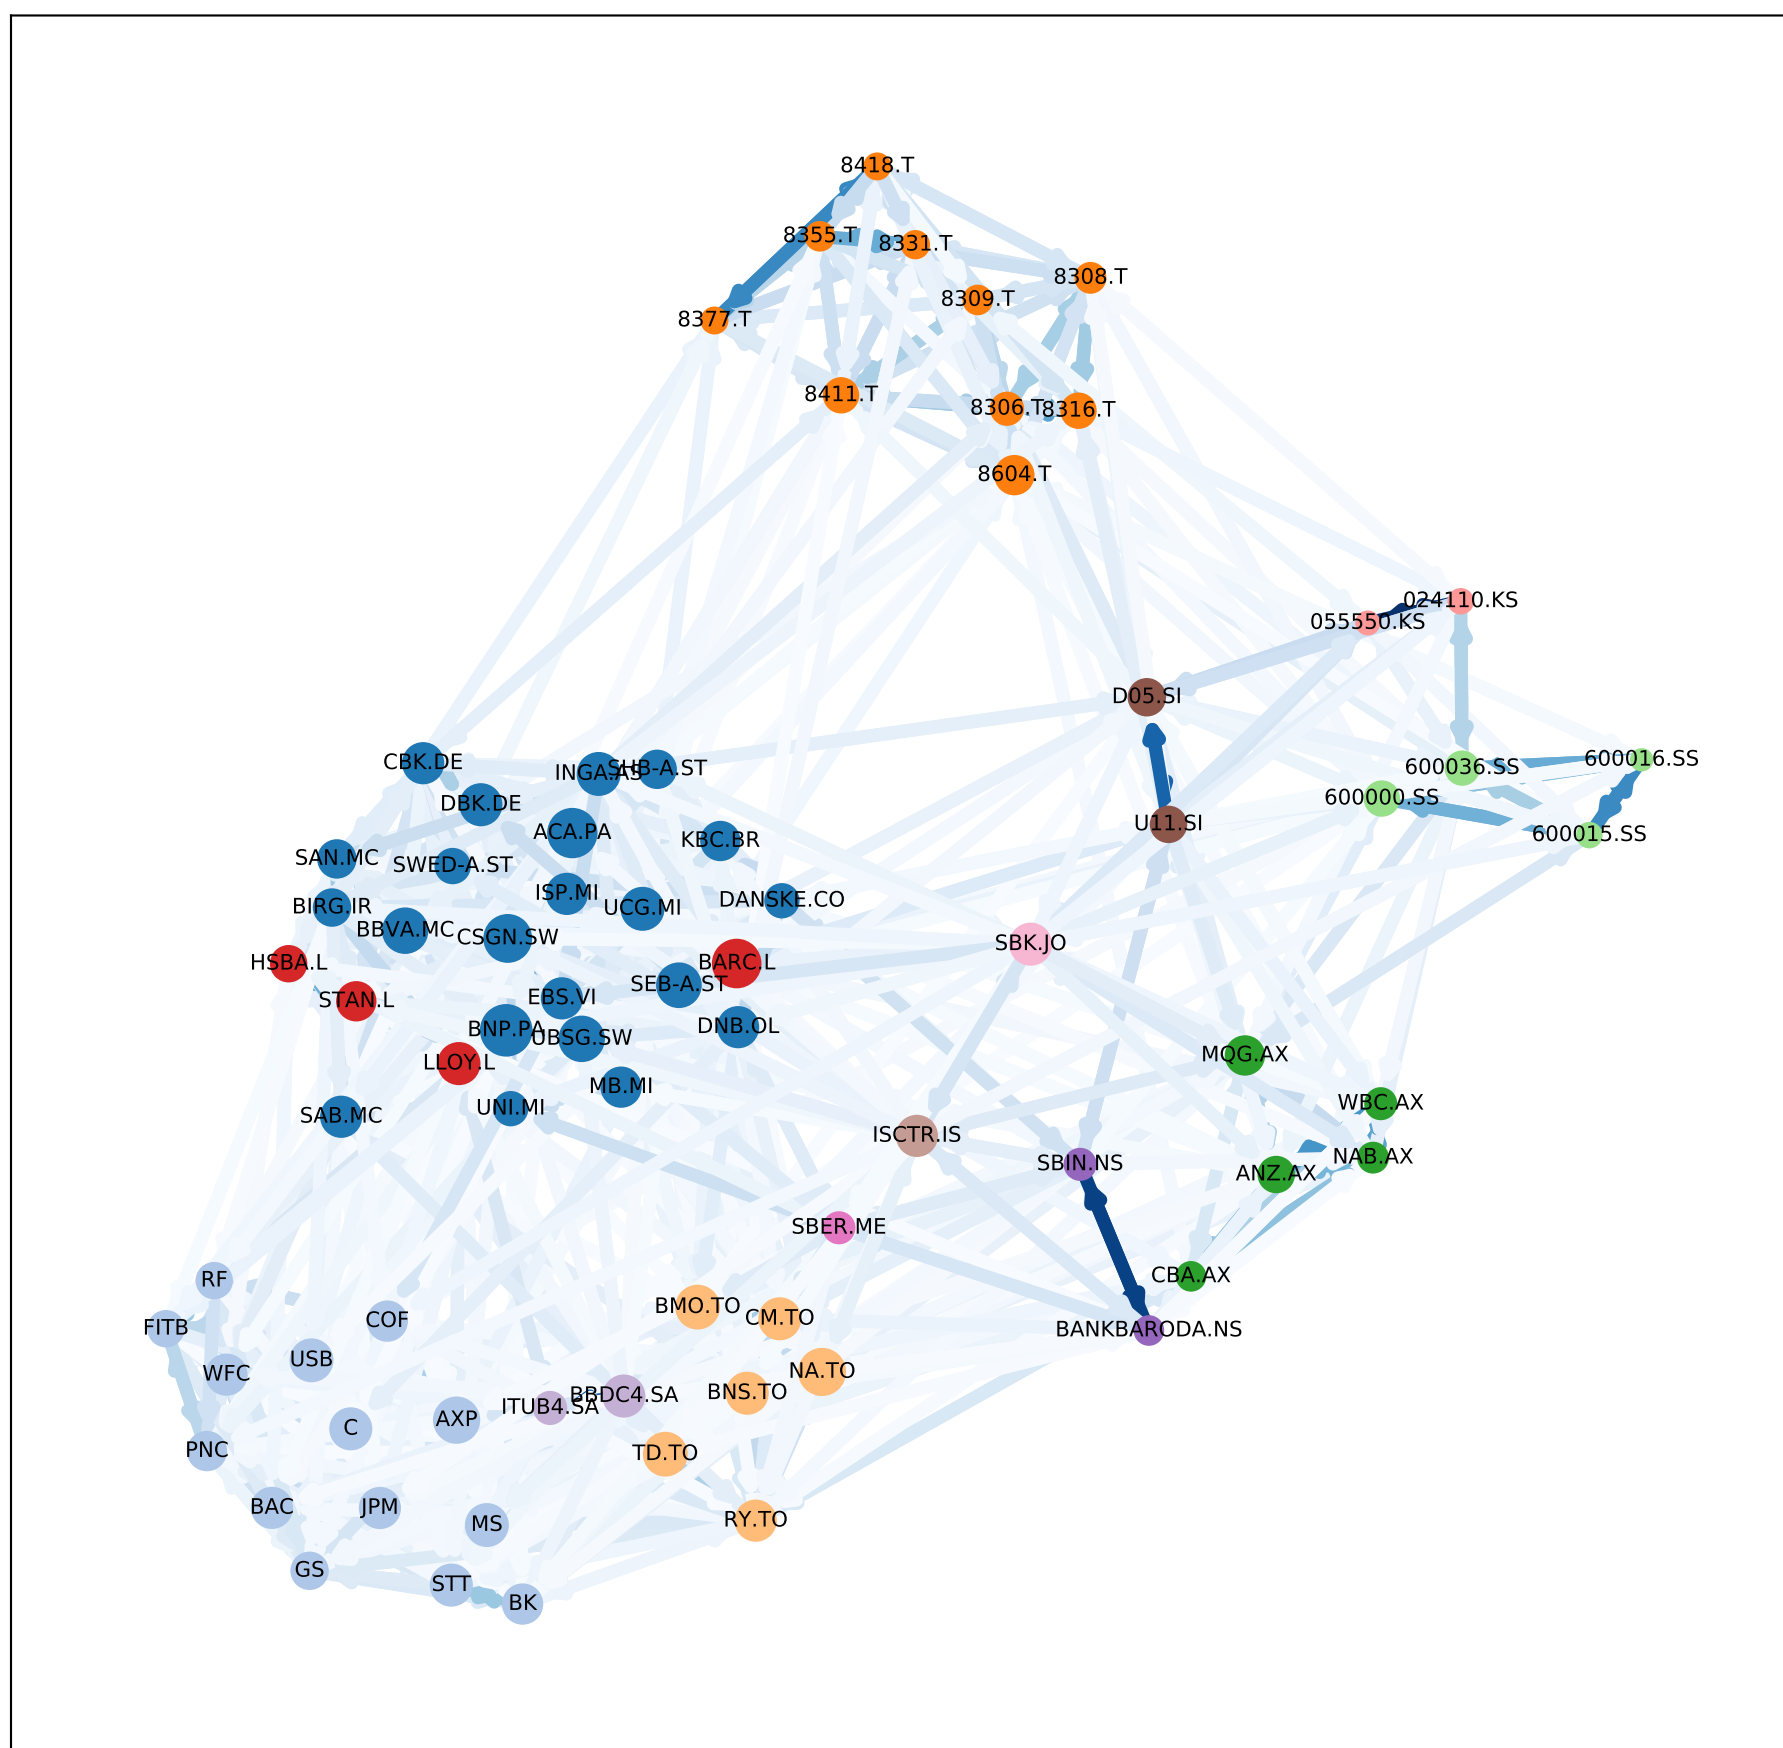 8418.T
8355.T
8331.T
8308.T
8309.T
8377.T
8411.T
8306.T
8316.T
8604.T
024110.KS
055550.KS
D05.SI
600016.SS
600036.SS
600000.SS
U11.SI
600015.SS
CBK.DE
INGA.AS
SHB-A.ST
DBK.DE
ACA.PA
KBC.BR
SAN.MC
SWED-A.ST
ISP.MI
DANSKE.CO
BIRG.IR
UCG.MI
BBVA.MC
CSGN.SW
SBK.JO
HSBA.L
BARC.L
SEB-A.ST
STAN.L
EBS.VI
DNB.OL
BNP.PA
UBSG.SW
MQG.AX
LLOY.L
MB.MI
WBC.AX
UNI.MI
SAB.MC
ISCTR.IS
NAB.AX
SBIN.NS
ANZ.AX
SBER.ME
CBA.AX
RF
BMO.TO
CM.TO
COF
FITB
BANKBARODA.NS
USB
WFC
NA.TO
BBDC4.SA
BNS.TO
ITUB4.SA
AXP
C
PNC
TD.TO
BAC
JPM
RY.TO
MS
GS
STT
BK